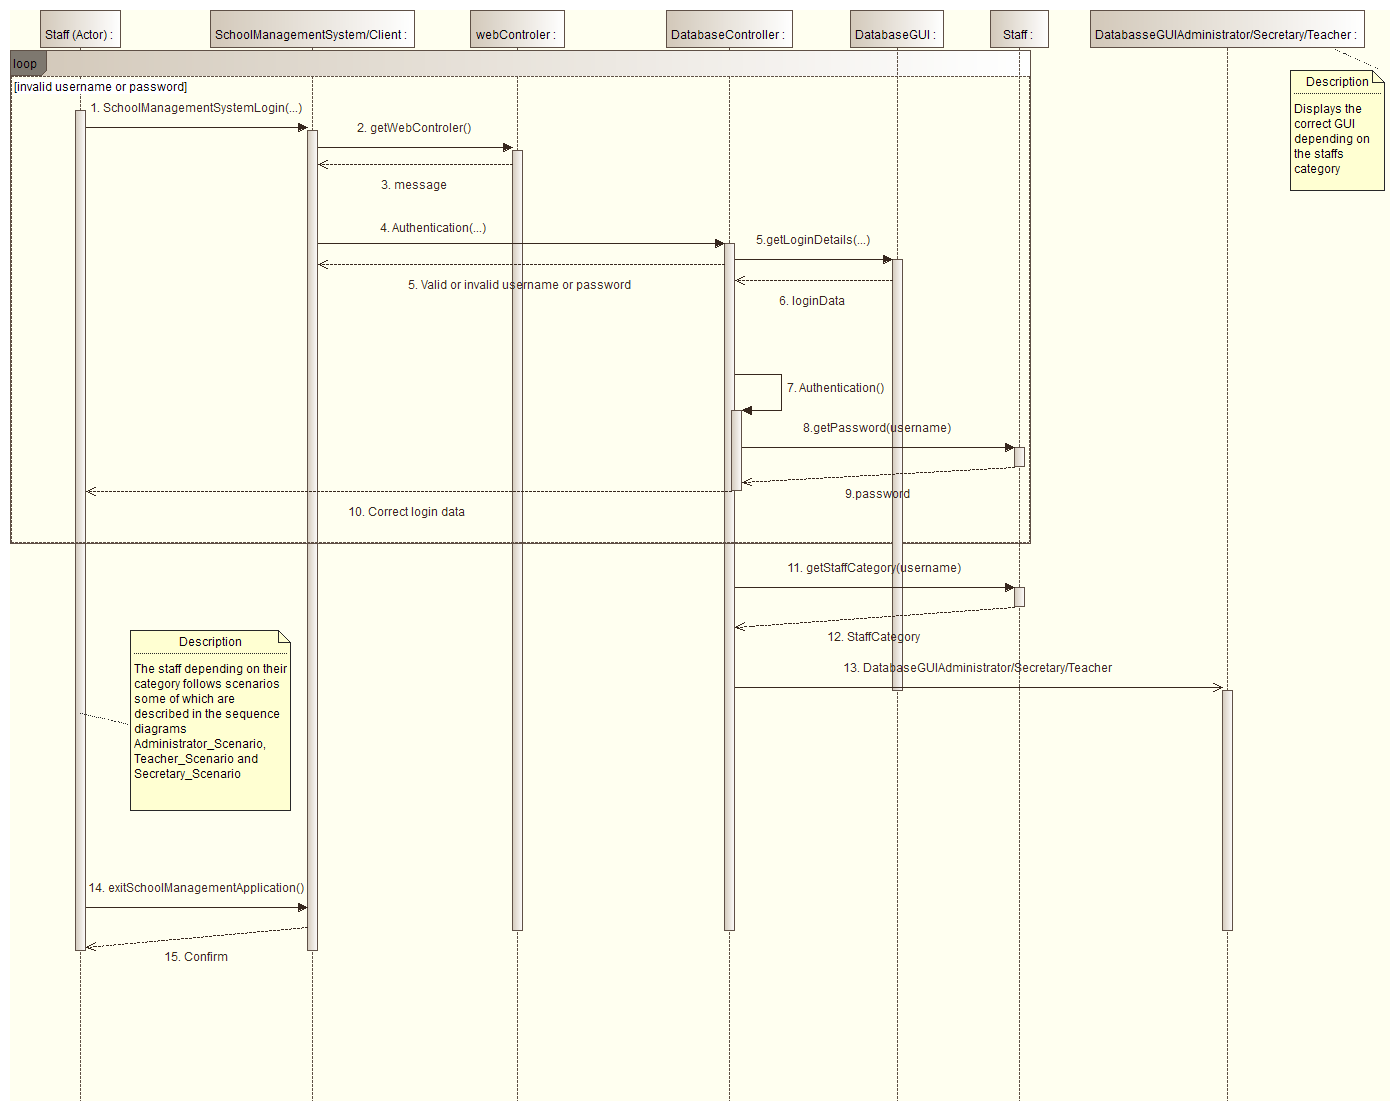 Staff (Actor) :
SchoolManagementSystem/Client :
webControler :
DatabaseController :
DatabaseGUI :
Staff :
DatabasseGUIAdministrator/Secretary/Teacher :
loop
[invalid username or password]
Description
Displays the
correct GUI
depending on
the staffs
category
1. SchoolManagementSystemLogin(...)
2. getWebControler()
3. message
4. Authentication(...)
5.getLoginDetails(...)
5. Valid or invalid username or password
6. loginData
7. Authentication()
8.getPassword(username)
9.password
10. Correct login data
11. getStaffCategory(username)
12. StaffCategory
13. DatabaseGUIAdministrator/Secretary/Teacher
Description
The staff depending on their
category follows scenarios
some of which are
described in the sequence
diagrams
Administrator_Scenario,
Teacher_Scenario and
Secretary_Scenario
14. exitSchoolManagementApplication()
15. Confirm